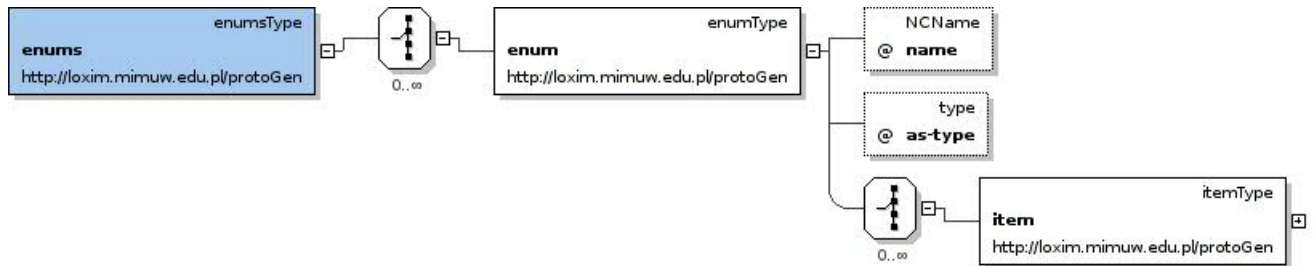 enumsType
enums
http://loxim.mimuw.edu.pl/protoGen
0..∞
enumType
enum
http://loxim.mimuw.edu.pl/protoGen
NCName
@ name
type
@ as-type
0..∞
itemType
item
http://loxim.mimuw.edu.pl/protoGen